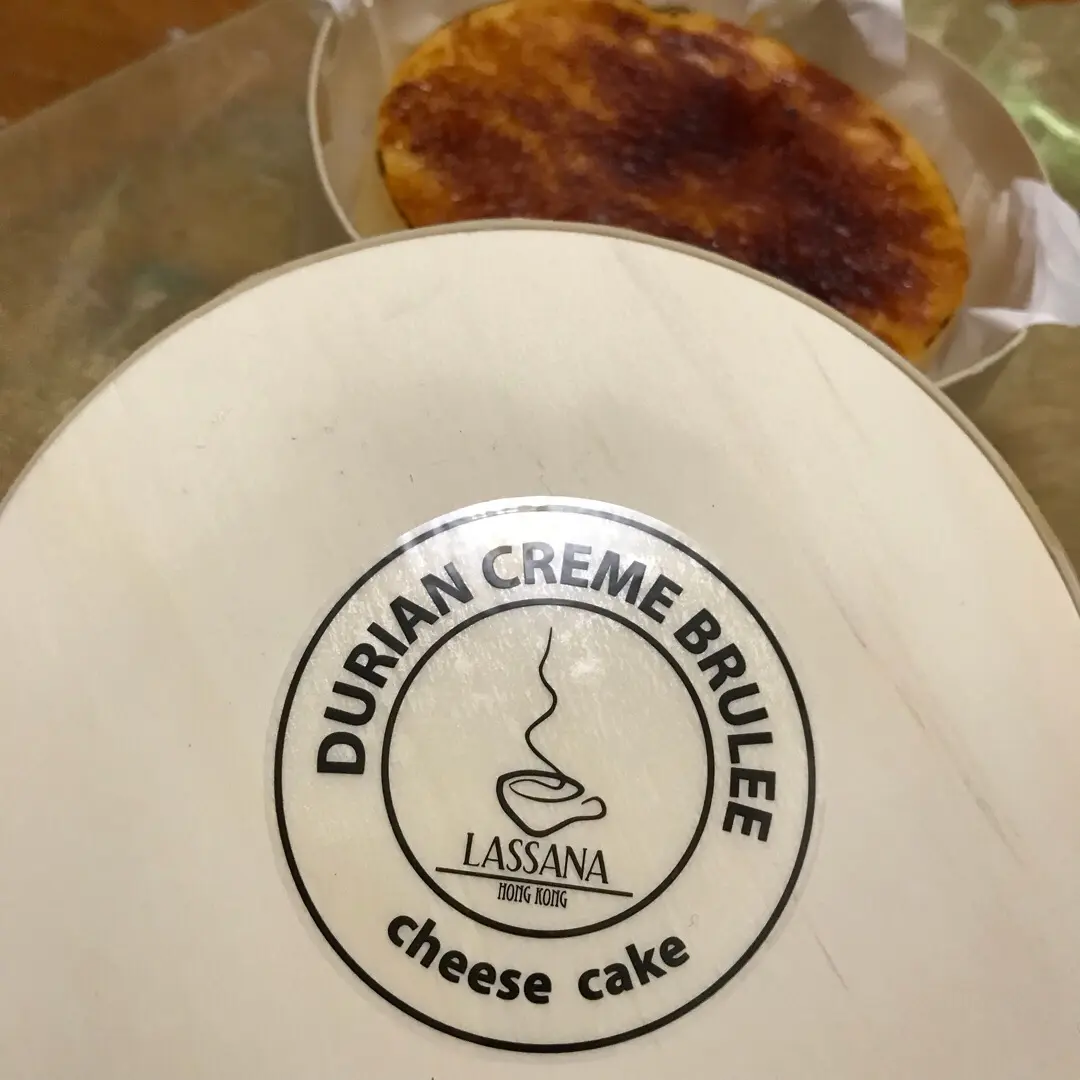 DURIAN CREME BRULEE
LASSANA
HONG KONG
cheese cake